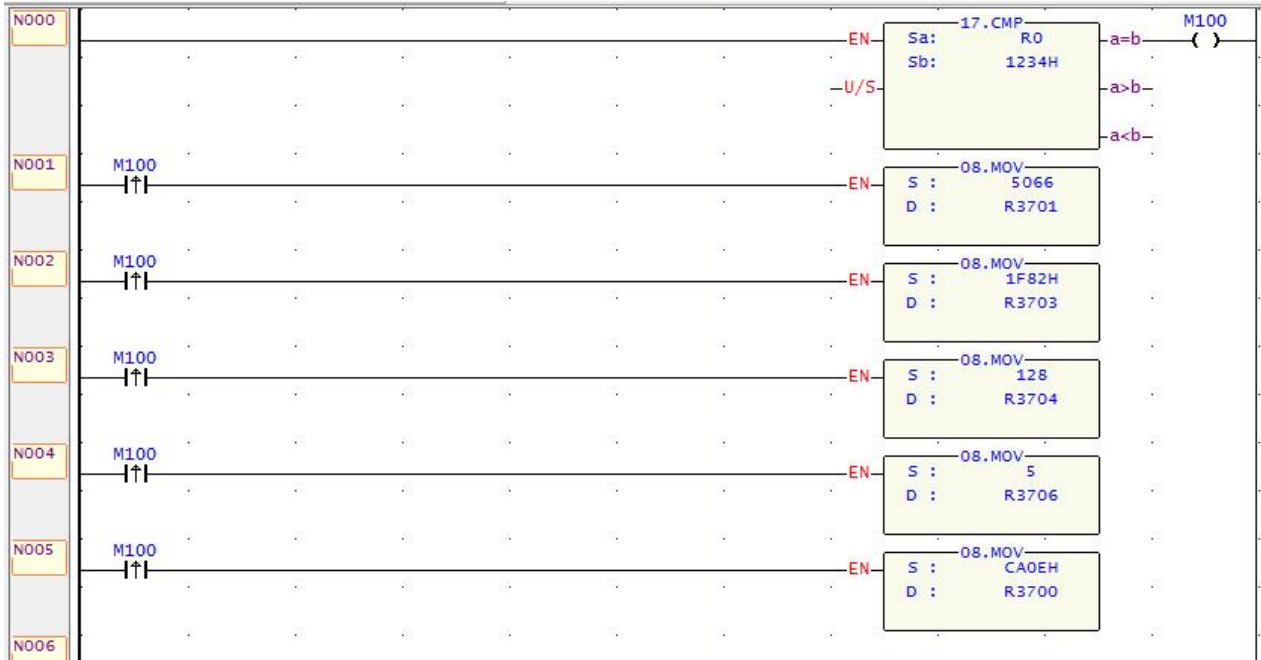 N000
17.CMP
M100
EN
Sa: R0
a=b
( )
Sb: 1234H
U/S
a>b
a<b
N001
M100
08.MOV
EN
S : 5066
D : R3701
N002
M100
08.MOV
EN
S : 1F82H
D : R3703
N003
M100
08.MOV
EN
S : 128
D : R3704
N004
M100
08.MOV
EN
S : 5
D : R3706
N005
M100
08.MOV
EN
S : CA0EH
D : R3700
N006